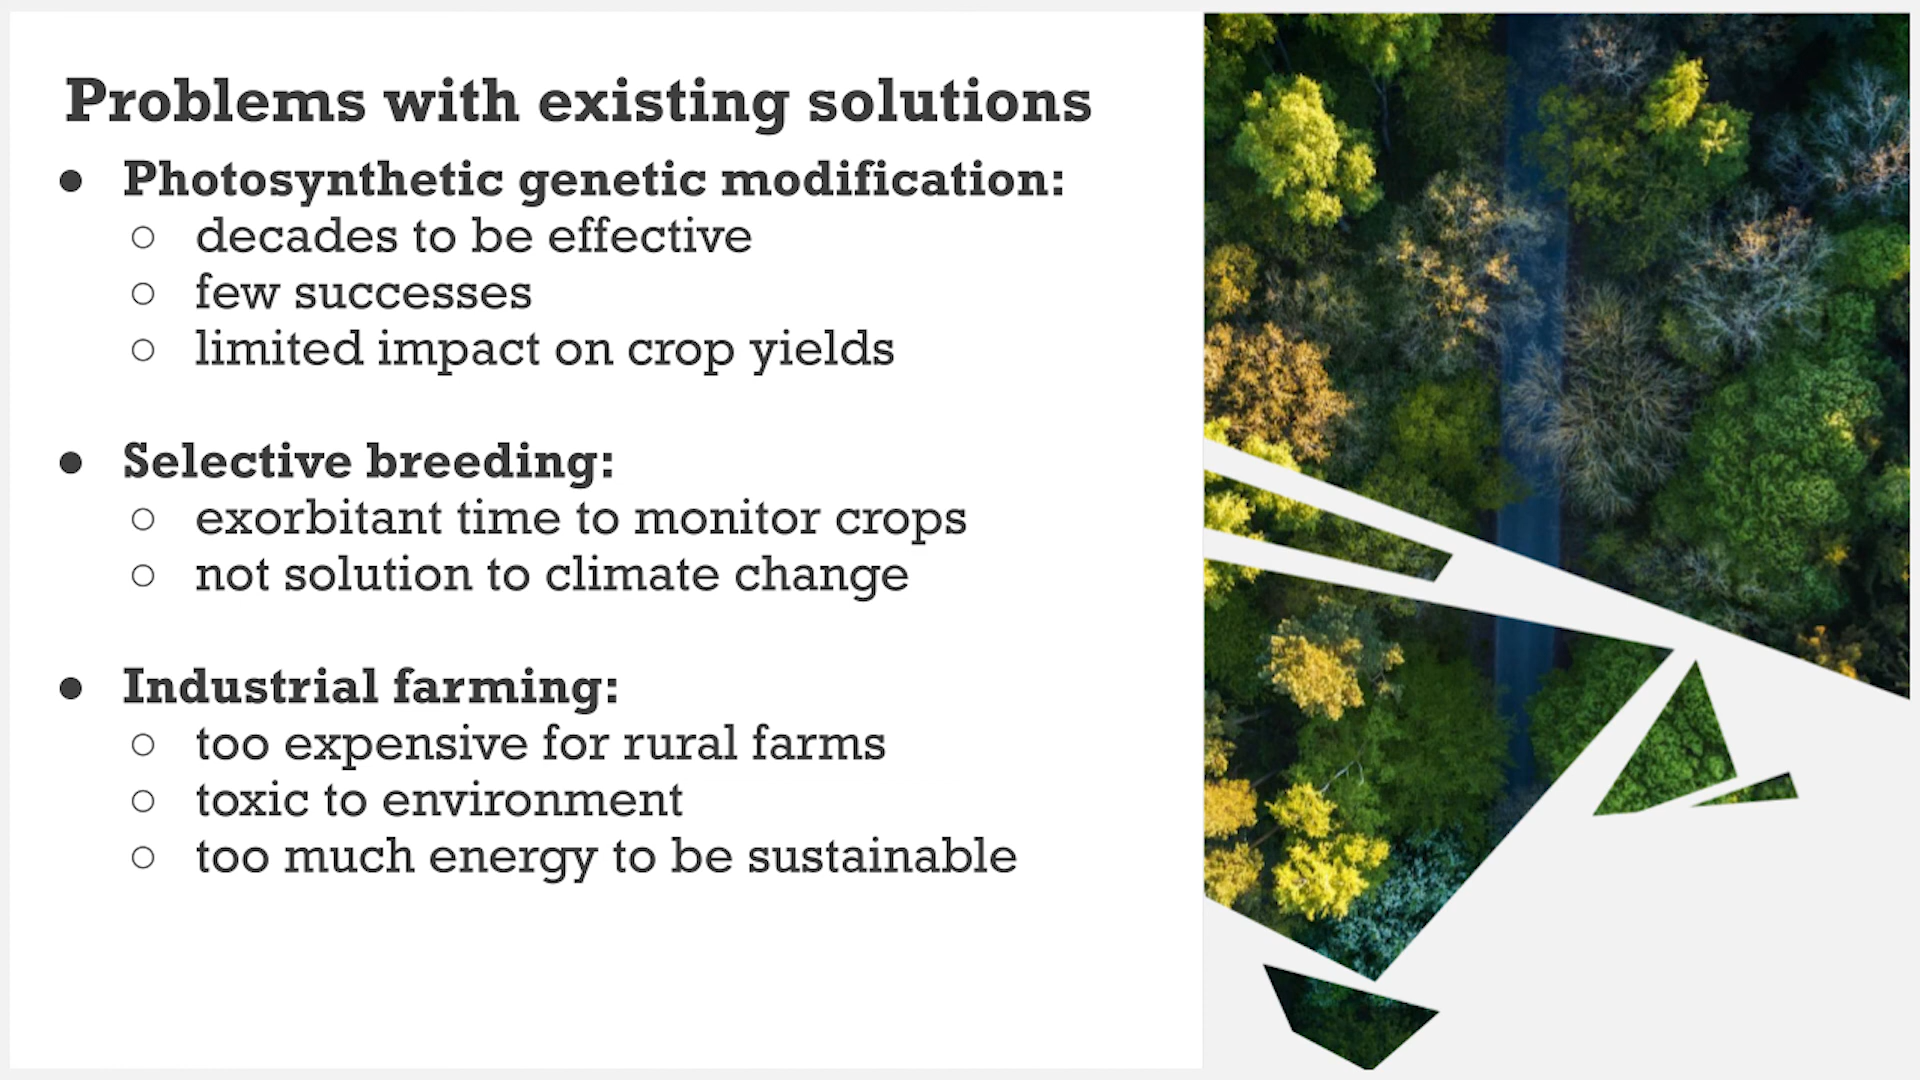 Problems with existing solutions
● Photosynthetic genetic modification:
○ decades to be effective
○ few successes
○ limited impact on crop yields
● Selective breeding:
○ exorbitant time to monitor crops
○ not solution to climate change
● Industrial farming:
○ too expensive for rural farms
○ toxic to environment
○ too much energy to be sustainable